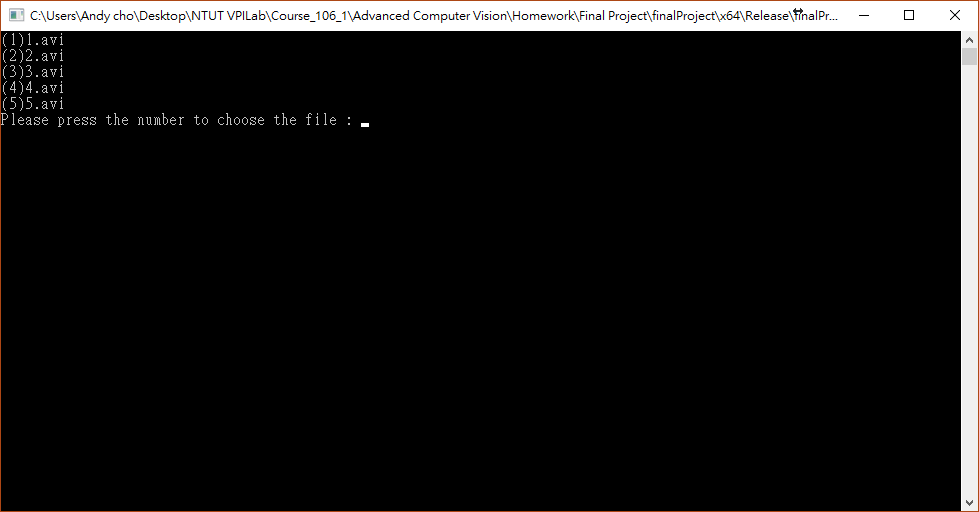 C:\Users\Andy cho\Desktop\NTUT VPILab\Course_106_1\Advanced Computer Vision\Homework\Final Project\finalProject\x64\Release\finalPr...
(1)1.avi
(2)2.avi
(3)3.avi
(4)4.avi
(5)5.avi
Please press the number to choose the file :